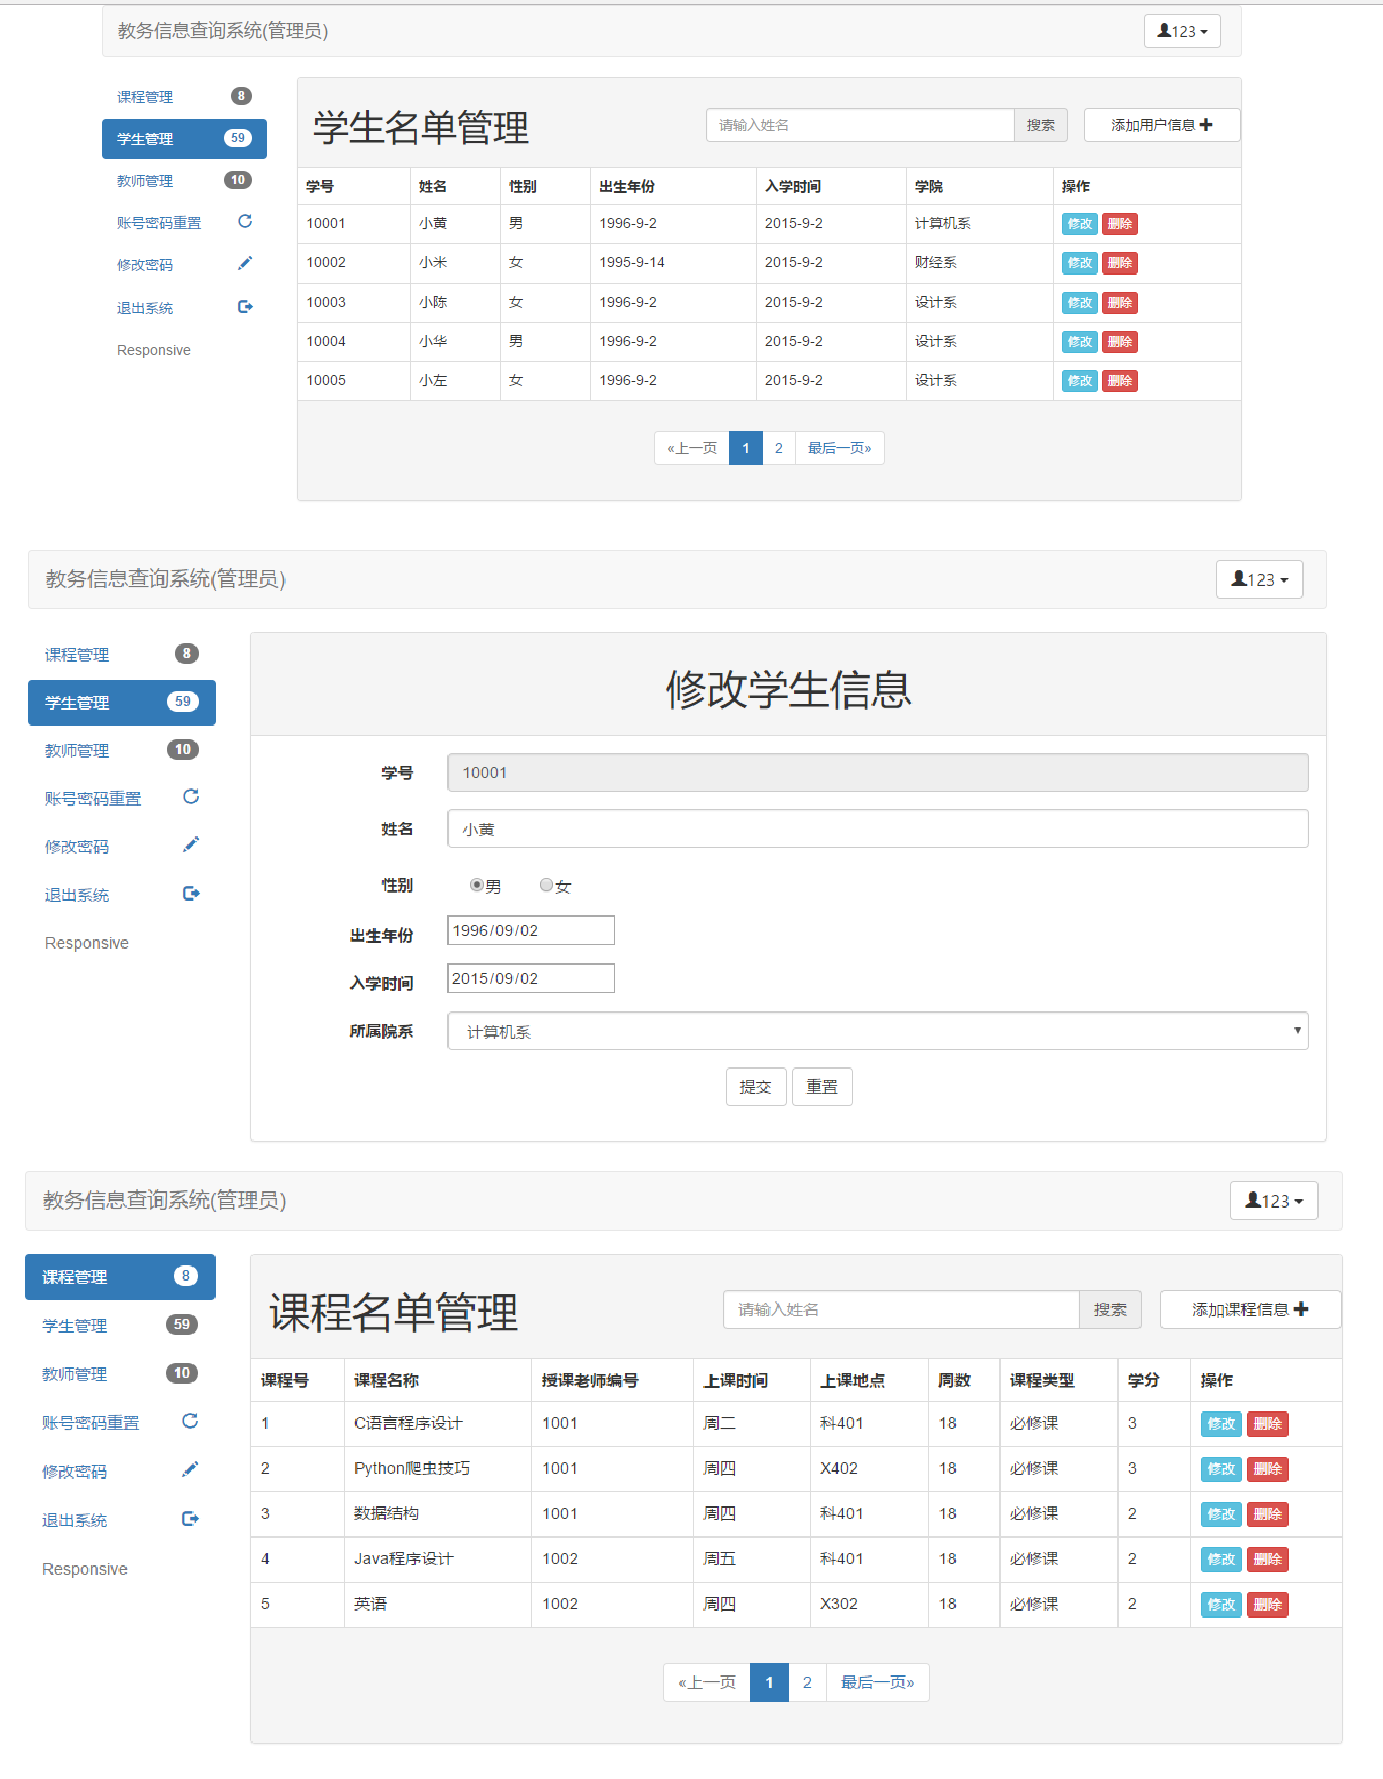 教务信息查询系统(管理员) 123
课程管理 8
学生管理 59
教师管理 10
账号密码重置
修改密码
退出系统
Responsive
学生名单管理 请输入姓名 搜索 添加用户信息
学号 姓名 性别 出生年份 入学时间 学院 操作
10001 小黄 男 1996-9-2 2015-9-2 计算机系 修改 删除
10002 小米 女 1995-9-14 2015-9-2 财经系 修改 删除
10003 小陈 女 1996-9-2 2015-9-2 设计系 修改 删除
10004 小华 男 1996-9-2 2015-9-2 设计系 修改 删除
10005 小左 女 1996-9-2 2015-9-2 设计系 修改 删除
«上一页 1 2 最后一页»
教务信息查询系统(管理员) 123
课程管理 8
学生管理 59
教师管理 10
账号密码重置
修改密码
退出系统
Responsive
修改学生信息
学号 10001
姓名 小黄
性别 男 女
出生年份 1996/09/02
入学时间 2015/09/02
所属院系 计算机系
提交 重置
教务信息查询系统(管理员) 123
课程管理 8
学生管理 59
教师管理 10
账号密码重置
修改密码
退出系统
Responsive
课程名单管理 请输入姓名 搜索 添加课程信息
课程号 课程名称 授课老师编号 上课时间 上课地点 周数 课程类型 学分 操作
1 C语言程序设计 1001 周二 科401 18 必修课 3 修改 删除
2 Python爬虫技巧 1001 周四 X402 18 必修课 3 修改 删除
3 数据结构 1001 周四 科401 18 必修课 2 修改 删除
4 Java程序设计 1002 周五 科401 18 必修课 2 修改 删除
5 英语 1002 周四 X302 18 必修课 2 修改 删除
«上一页 1 2 最后一页»